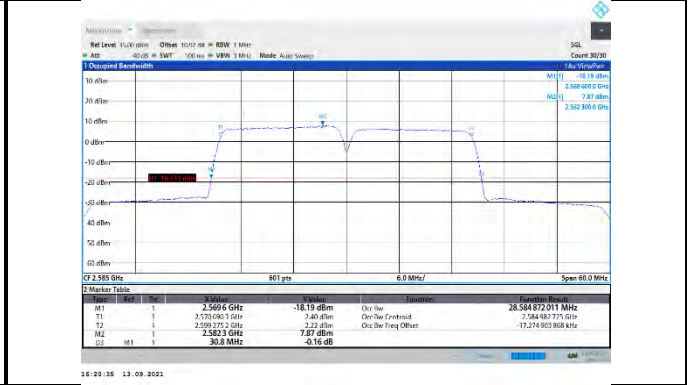 MultiView Spectrum
Ref Level 35.00 dBm Offset 10.02 dB RBW 1 MHz SGL
Att 40 dB SWT 100 ms VBW 3 MHz Mode Auto Sweep Count 30/30
1 Occupied Bandwidth 1Av ViewPwr
M1[1] -18.19 dBm
2.569 600 0 GHz
M2[1] 7.87 dBm
2.582 300 0 GHz
30 dBm
20 dBm
10 dBm
0 dBm
-10 dBm
-20 dBm
-30 dBm
-40 dBm
-50 dBm
-60 dBm
M2
T1
CF 2.585 GHz 601 pts 6.0 MHz/ Span 60.0 MHz
2 Marker Table
Type Ref Trc X-Value Y-Value Function Function Result
M1 1 2.5696 GHz -18.19 dBm Occ Bw 28.584 872 011 MHz
T1 1 2.570 690 3 GHz 2.40 dBm Occ Bw Centroid 2.584 982 725 GHz
T2 1 2.599 275 2 GHz 2.22 dBm Occ Bw Freq Offset -17.274 903 868 kHz
M2 1 2.5823 GHz 7.87 dBm
D3 M1 1 30.8 MHz -0.16 dB
16:20:35 13.09.2021